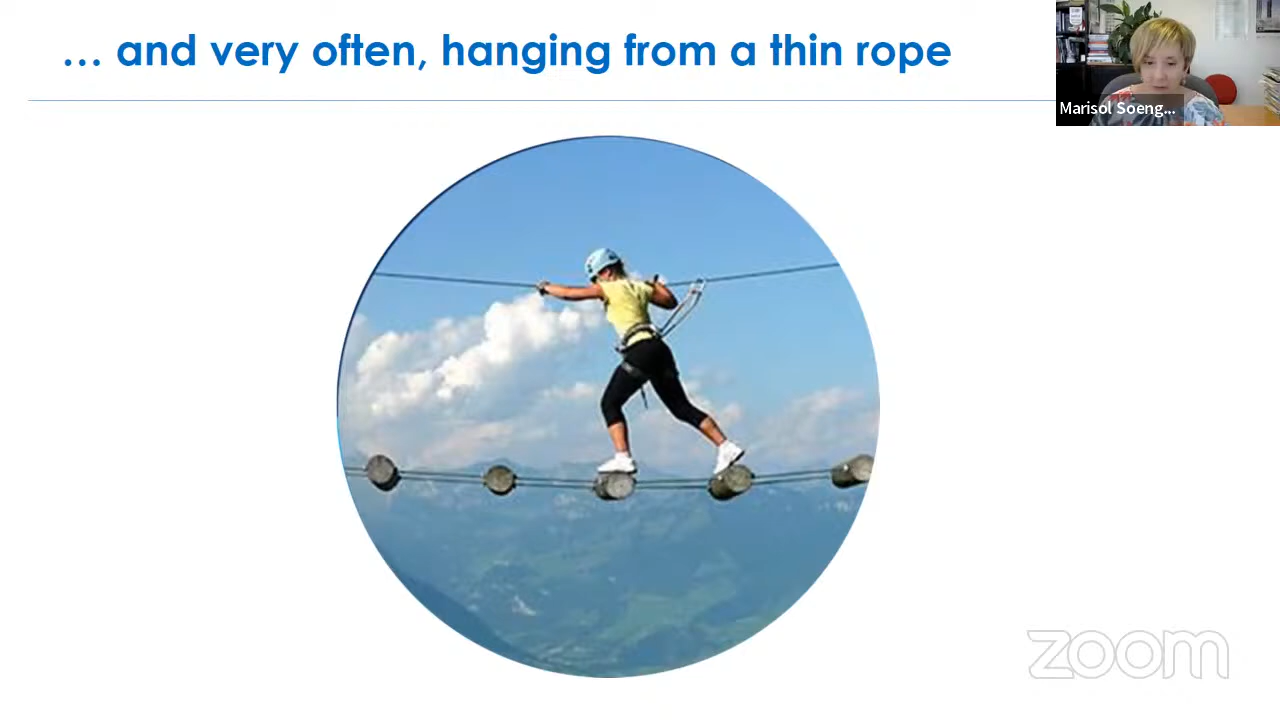 … and very often, hanging from a thin rope
Marisol Soeng...
zoom